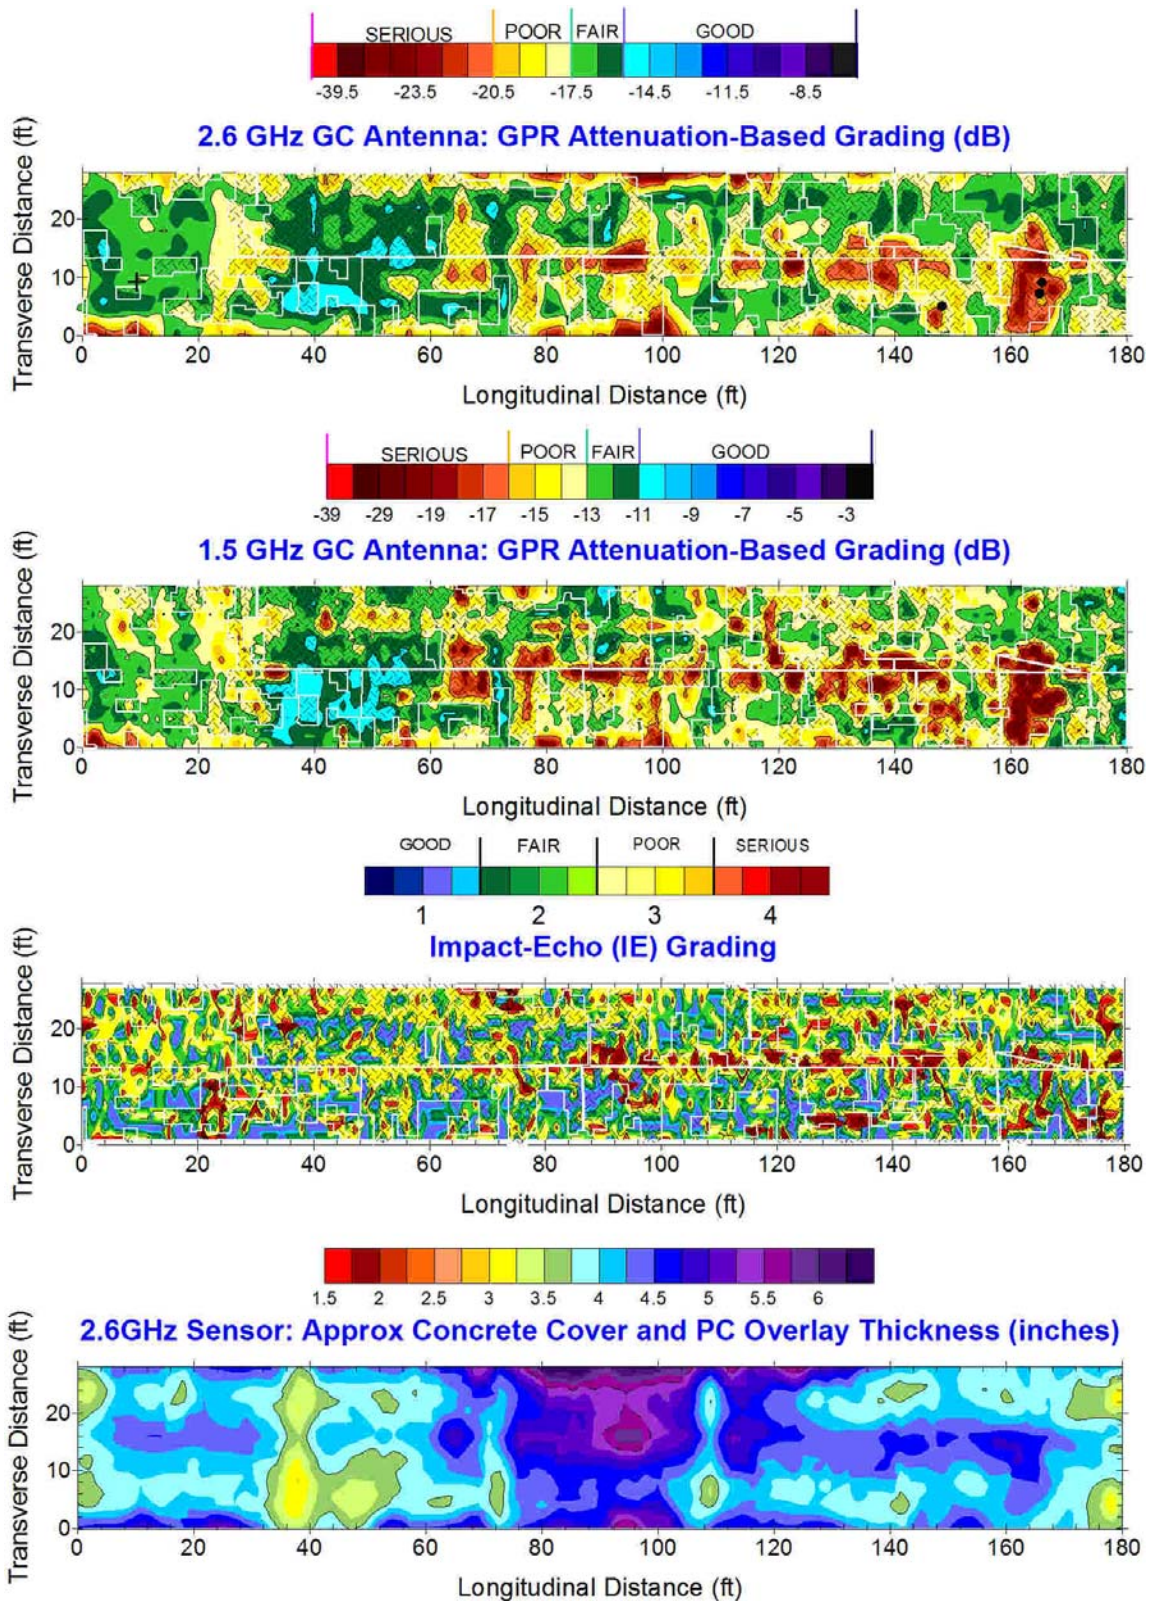 SERIOUS POOR FAIR GOOD
-39.5 -23.5 -20.5 -17.5 -14.5 -11.5 -8.5
2.6 GHz GC Antenna: GPR Attenuation-Based Grading (dB)
Transverse Distance (ft)
20
10
0
0 20 40 60 80 100 120 140 160 180
Longitudinal Distance (ft)
SERIOUS POOR FAIR GOOD
-39 -29 -19 -17 -15 -13 -11 -9 -7 -5 -3
1.5 GHz GC Antenna: GPR Attenuation-Based Grading (dB)
Transverse Distance (ft)
20
10
0
0 20 40 60 80 100 120 140 160 180
Longitudinal Distance (ft)
GOOD FAIR POOR SERIOUS
1 2 3 4
Impact-Echo (IE) Grading
Transverse Distance (ft)
20
10
0
0 20 40 60 80 100 120 140 160 180
Longitudinal Distance (ft)
1.5 2 2.5 3 3.5 4 4.5 5 5.5 6
2.6GHz Sensor: Approx Concrete Cover and PC Overlay Thickness (inches)
Transverse Distance (ft)
20
10
0
0 20 40 60 80 100 120 140 160 180
Longitudinal Distance (ft)